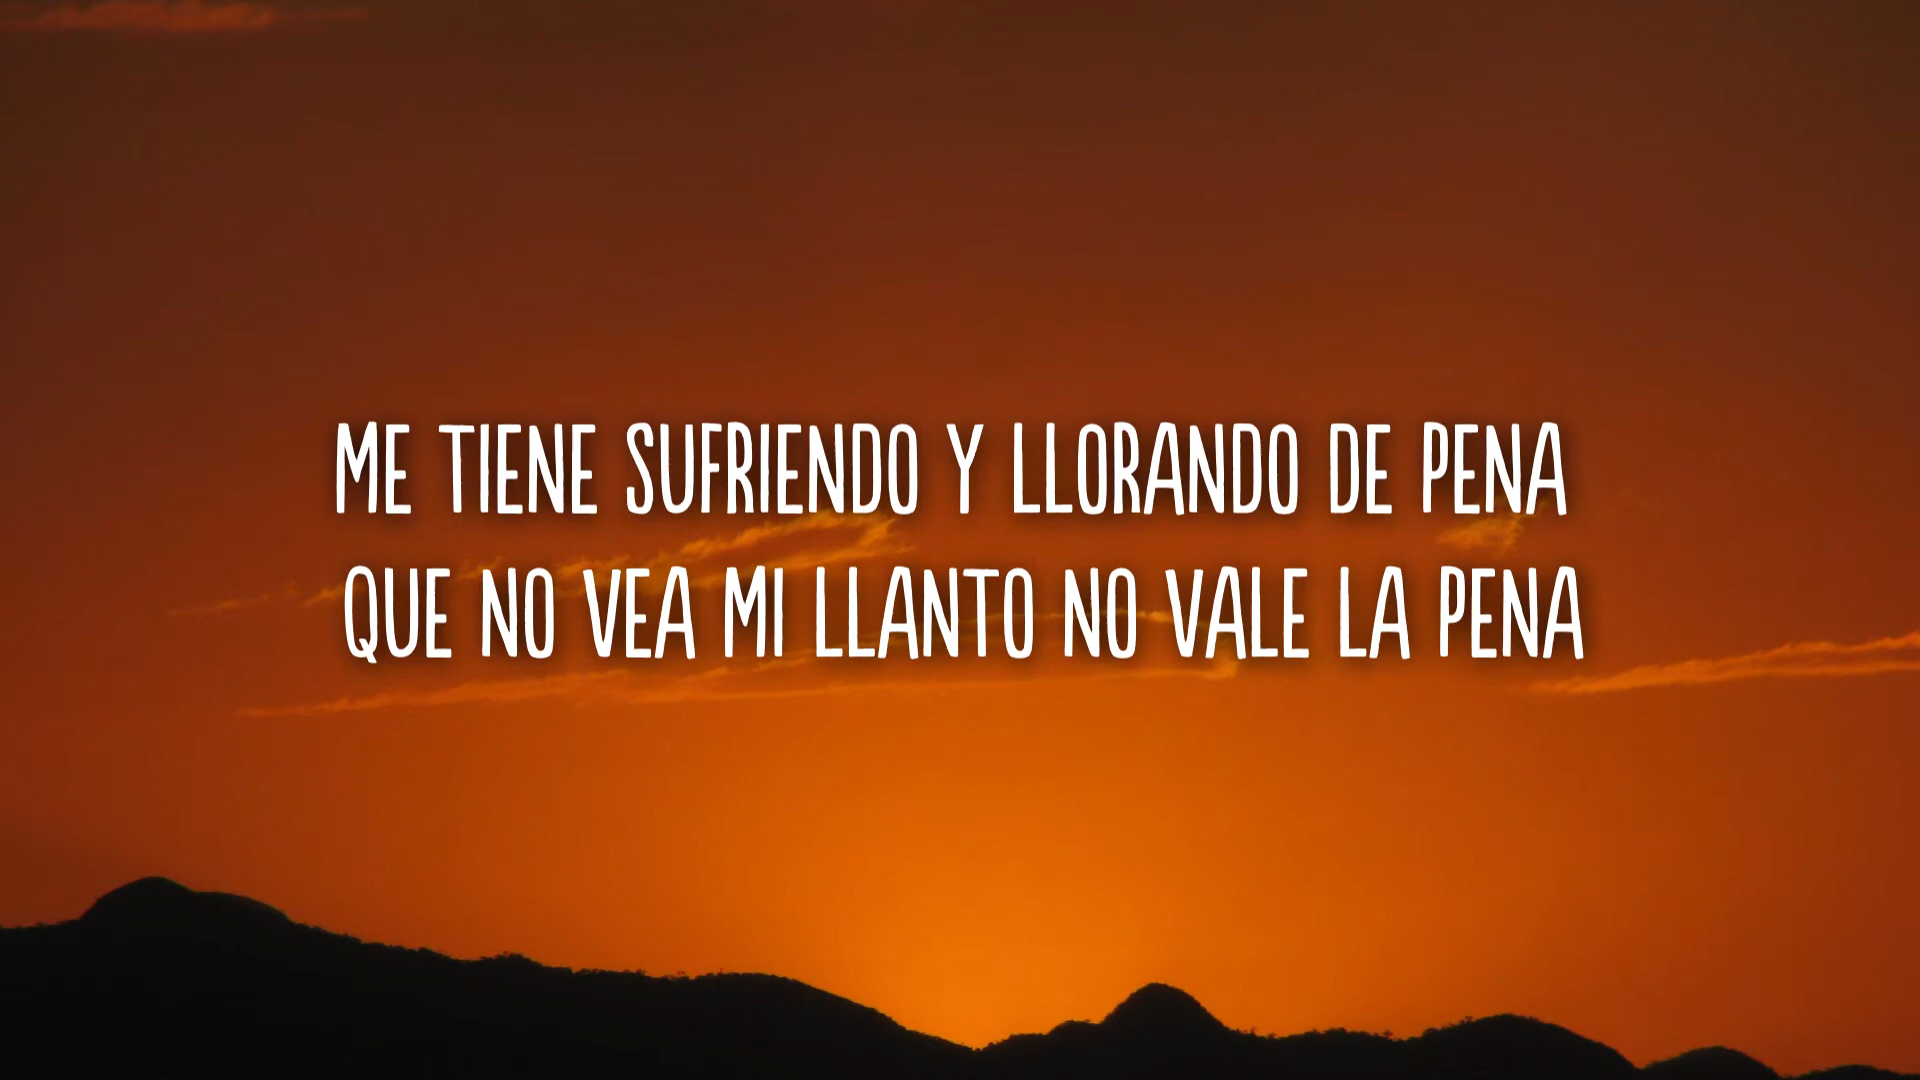 ME TIENE SUFRIENDO Y LLORANDO DE PENA
QUE NO VEA MI LLANTO NO VALE LA PENA